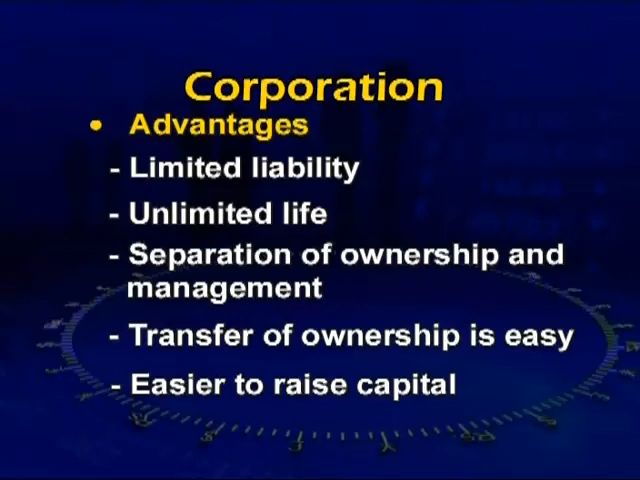 Corporation
• Advantages
- Limited liability
- Unlimited life
- Separation of ownership and
management
- Transfer of ownership is easy
- Easier to raise capital